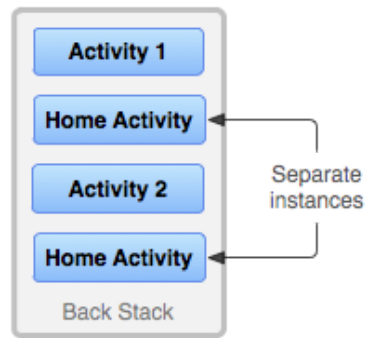 Activity 1
Home Activity
Activity 2
Home Activity
Separate
instances
Back Stack